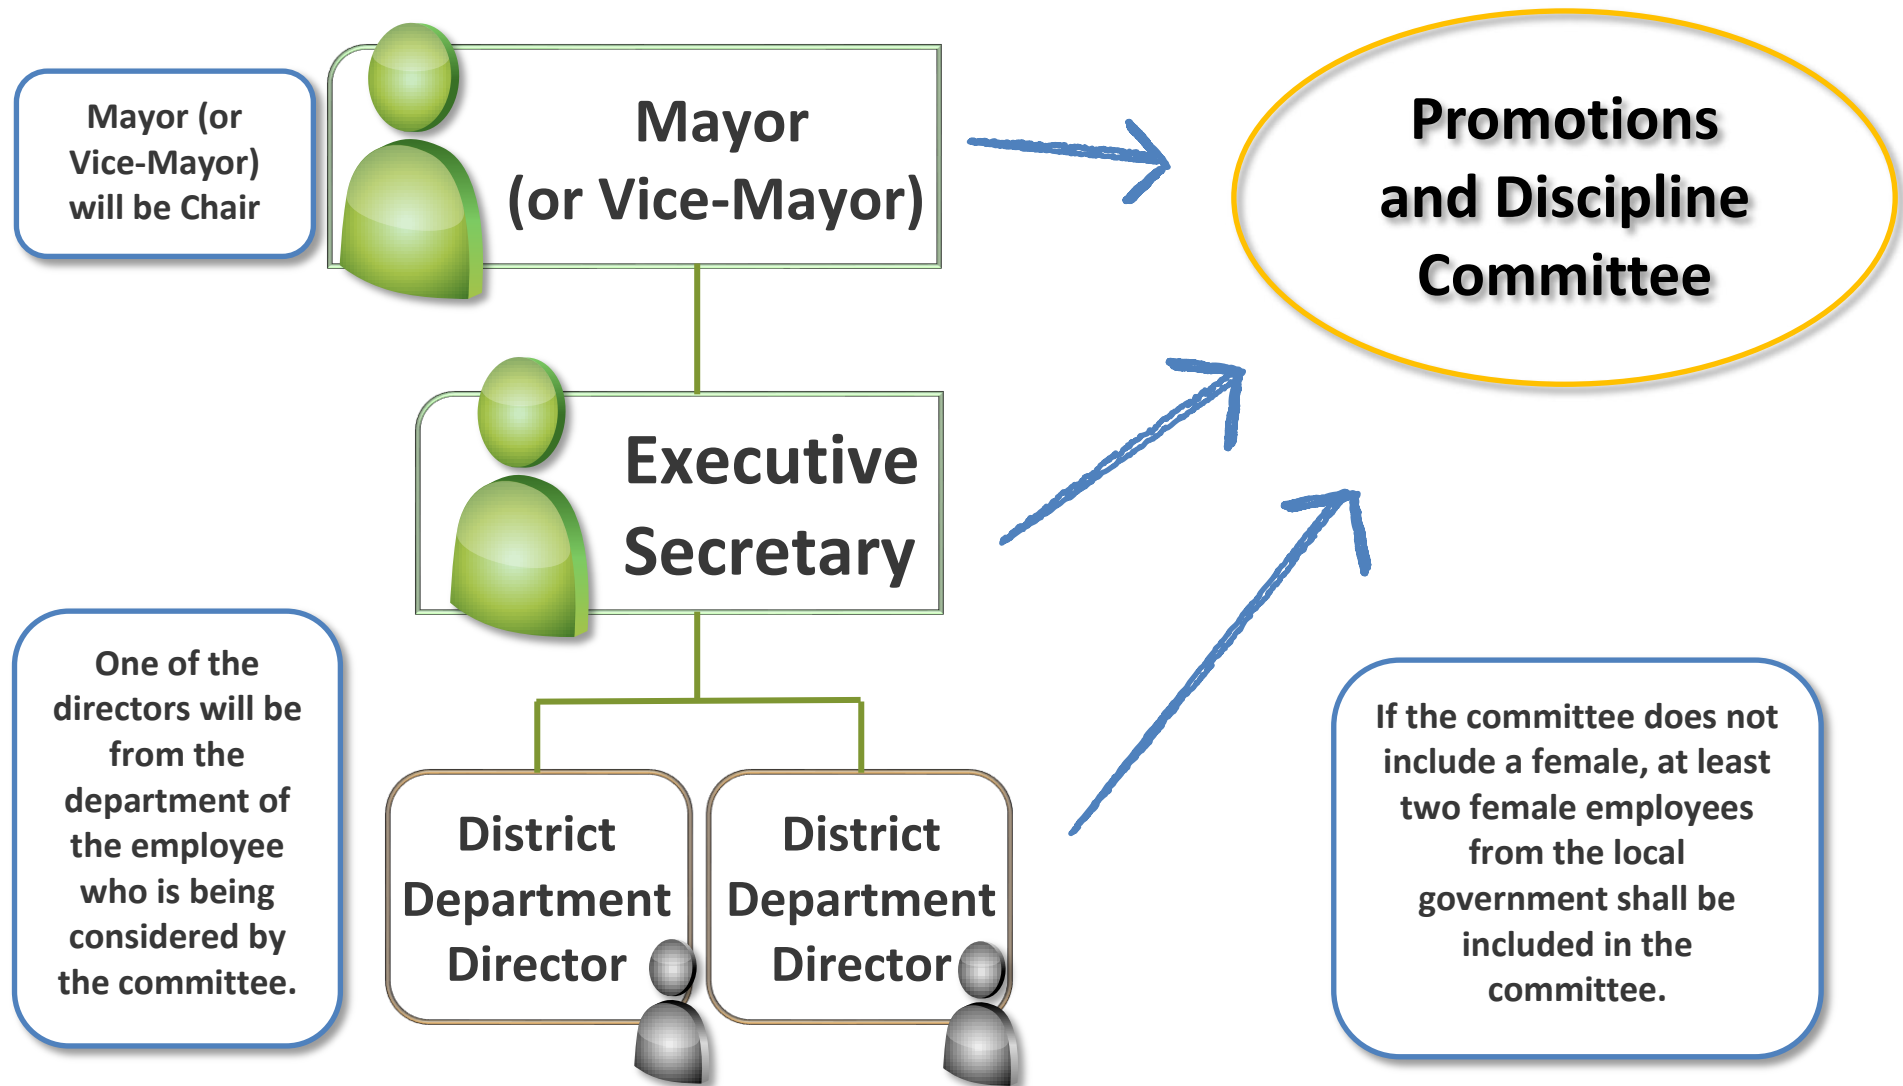 Mayor (or
Vice-Mayor)
will be Chair
Mayor
(or Vice-Mayor)
Promotions
and Discipline
Committee
Executive
Secretary
One of the
directors will be
from the
department of
the employee
who is being
considered by
the committee.
District
Department
Director
District
Department
Director
If the committee does not
include a female, at least
two female employees
from the local
government shall be
included in the
committee.